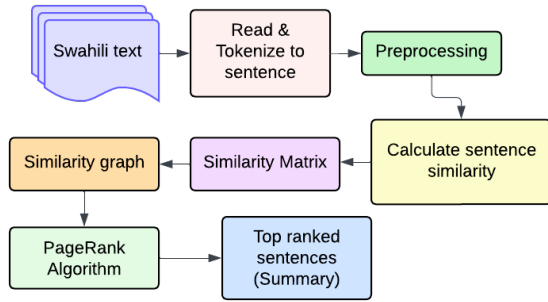 Swahili text
Read &
Tokenize to
sentence
Preprocessing
Calculate sentence
similarity
Similarity Matrix
Similarity graph
PageRank
Algorithm
Top ranked
sentences
(Summary)